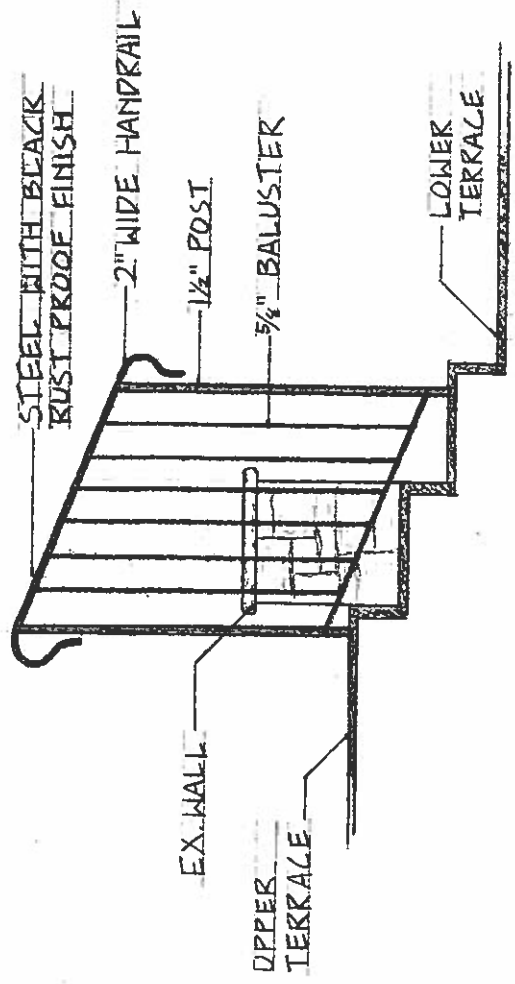 STEEL WITH BLACK
RUST PROOF FINISH
2" WIDE HANDRAIL
1½" POST
5/8" BALUSTER
EX. WALL
UPPER
TERRACE
LOWER
TERRACE